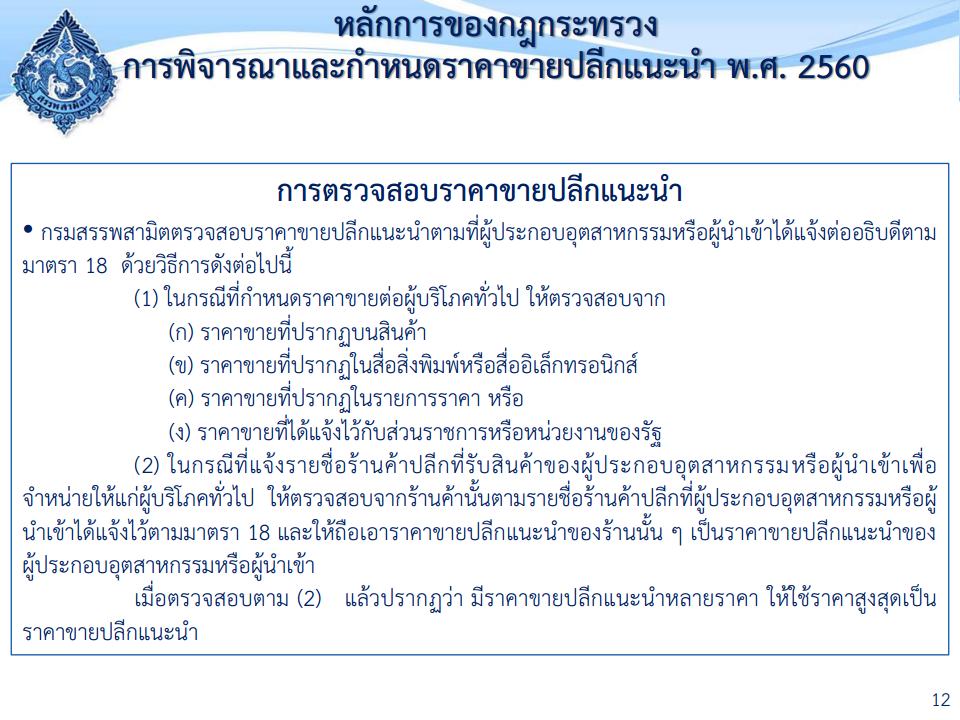 หลักการของกฎกระทรวง
การพิจารณาและกำหนดราคาขายปลีกแนะนำ พ.ศ. 2560
สรรพสามิต
การตรวจสอบราคาขายปลีกแนะนำ
• กรมสรรพสามิตตรวจสอบราคาขายปลีกแนะนำตามที่ผู้ประกอบอุตสาหกรรมหรือผู้นำเข้าได้แจ้งต่ออธิบดีตาม
มาตรา 18 ด้วยวิธีการดังต่อไปนี้
(1) ในกรณีที่กำหนดราคาขายต่อผู้บริโภคทั่วไป ให้ตรวจสอบจาก
(ก) ราคาขายที่ปรากฏบนสินค้า
(ข) ราคาขายที่ปรากฏในสื่อสิ่งพิมพ์หรือสื่ออิเล็กทรอนิกส์
(ค) ราคาขายที่ปรากฏในรายการราคา หรือ
(ง) ราคาขายที่ได้แจ้งไว้กับส่วนราชการหรือหน่วยงานของรัฐ
(2) ในกรณีที่แจ้งรายชื่อร้านค้าปลีกที่รับสินค้าของผู้ประกอบอุตสาหกรรมหรือผู้นำเข้าเพื่อ
จำหน่ายให้แก่ผู้บริโภคทั่วไป ให้ตรวจสอบจากร้านค้านั้นตามรายชื่อร้านค้าปลีกที่ผู้ประกอบอุตสาหกรรมหรือผู้
นำเข้าได้แจ้งไว้ตามมาตรา 18 และให้ถือเอาราคาขายปลีกแนะนำของร้านนั้น ๆ เป็นราคาขายปลีกแนะนำของ
ผู้ประกอบอุตสาหกรรมหรือผู้นำเข้า
เมื่อตรวจสอบตาม (2) แล้วปรากฏว่า มีราคาขายปลีกแนะนำหลายราคา ให้ใช้ราคาสูงสุดเป็น
ราคาขายปลีกแนะนำ
12